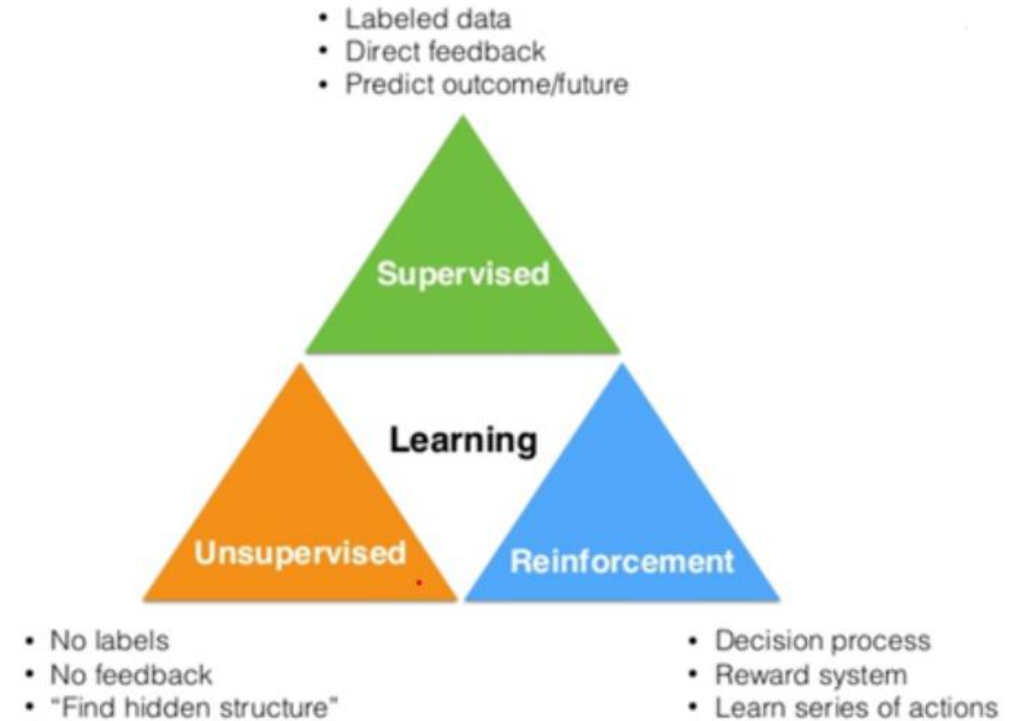 • Labeled data
• Direct feedback
• Predict outcome/future
Supervised
Learning
Unsupervised
Reinforcement
• No labels
• No feedback
• "Find hidden structure"
• Decision process
• Reward system
• Learn series of actions